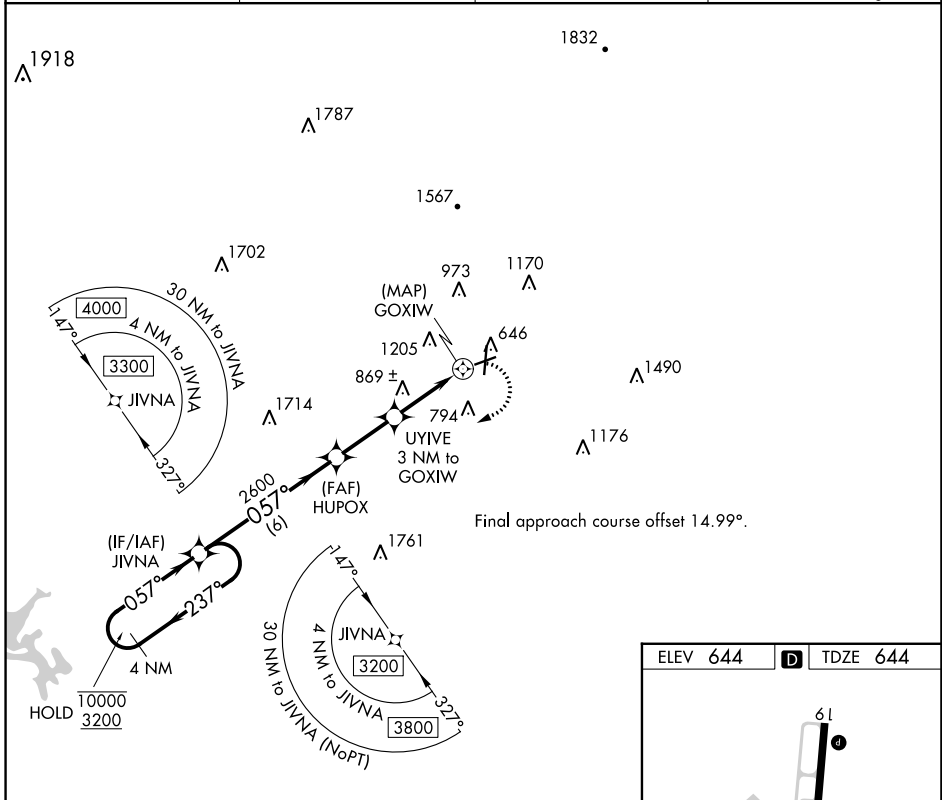 1832
1918
1787
1567
1702
30 NM to JIVNA
4000
147°
4 NM to JIVNA
3300
JIVNA
327°
973
1170
(MAP)
GOXIW
646
1205
1490
869 ±
1714
794
UYIVE
3 NM to
GOXIW
1176
(FAF)
HUPOX
2600
057°
(6)
Final approach course offset 14.99°.
(IF/IAF)
JIVNA
1761
057°
237°
4 NM
HOLD
10000
3200
147°
JIVNA
3200
4 NM to JIVNA
30 NM to JIVNA (NoPT)
327°
3800
ELEV 644
D
TDZE 644
19
P